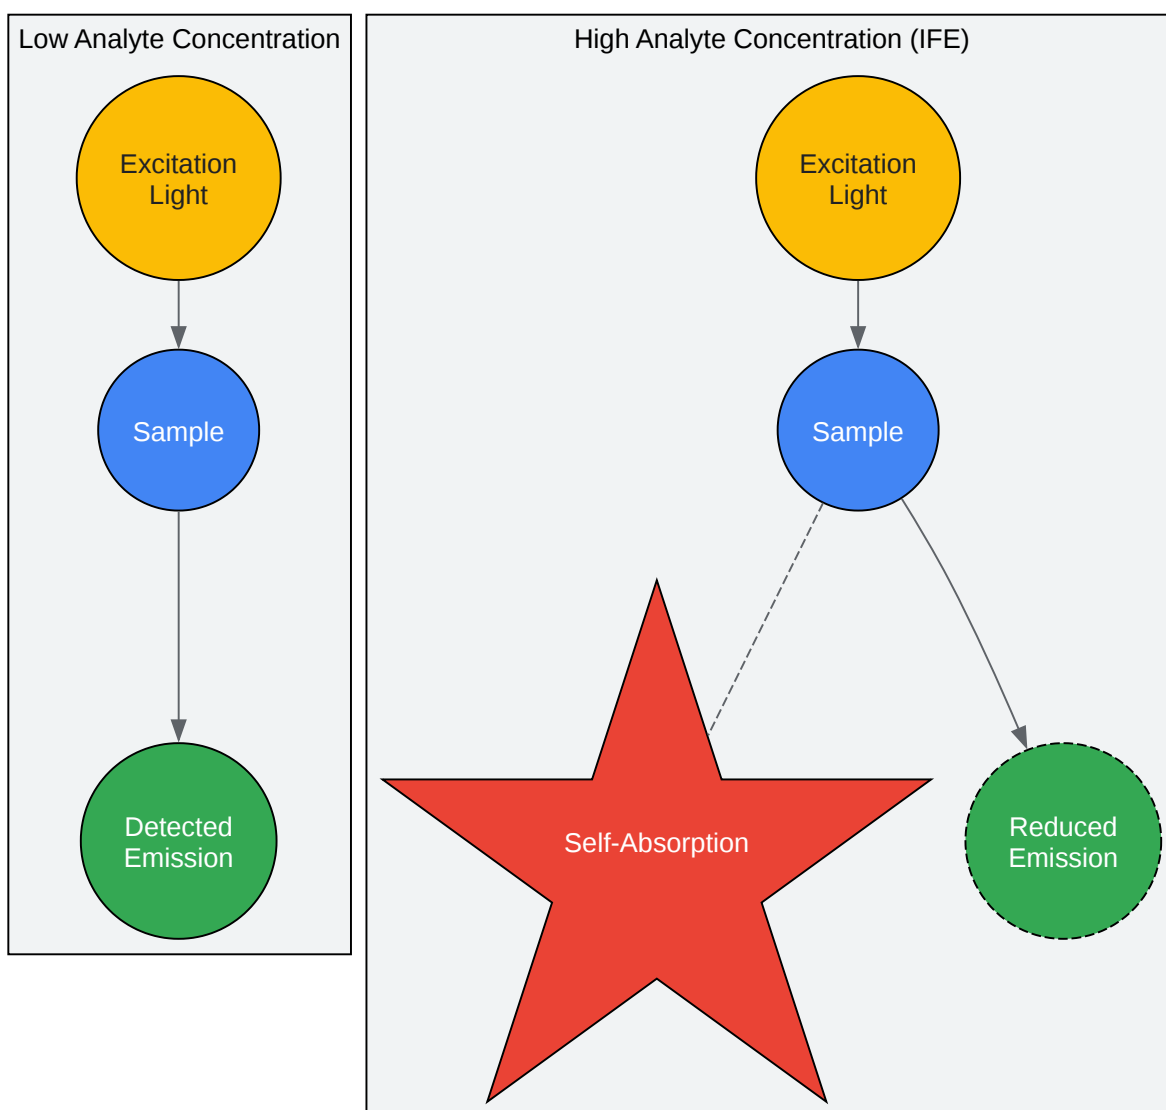 Low Analyte Concentration
Excitation
Light
Sample
Detected
Emission
High Analyte Concentration (IFE)
Excitation
Light
Sample
Self-Absorption
Reduced
Emission